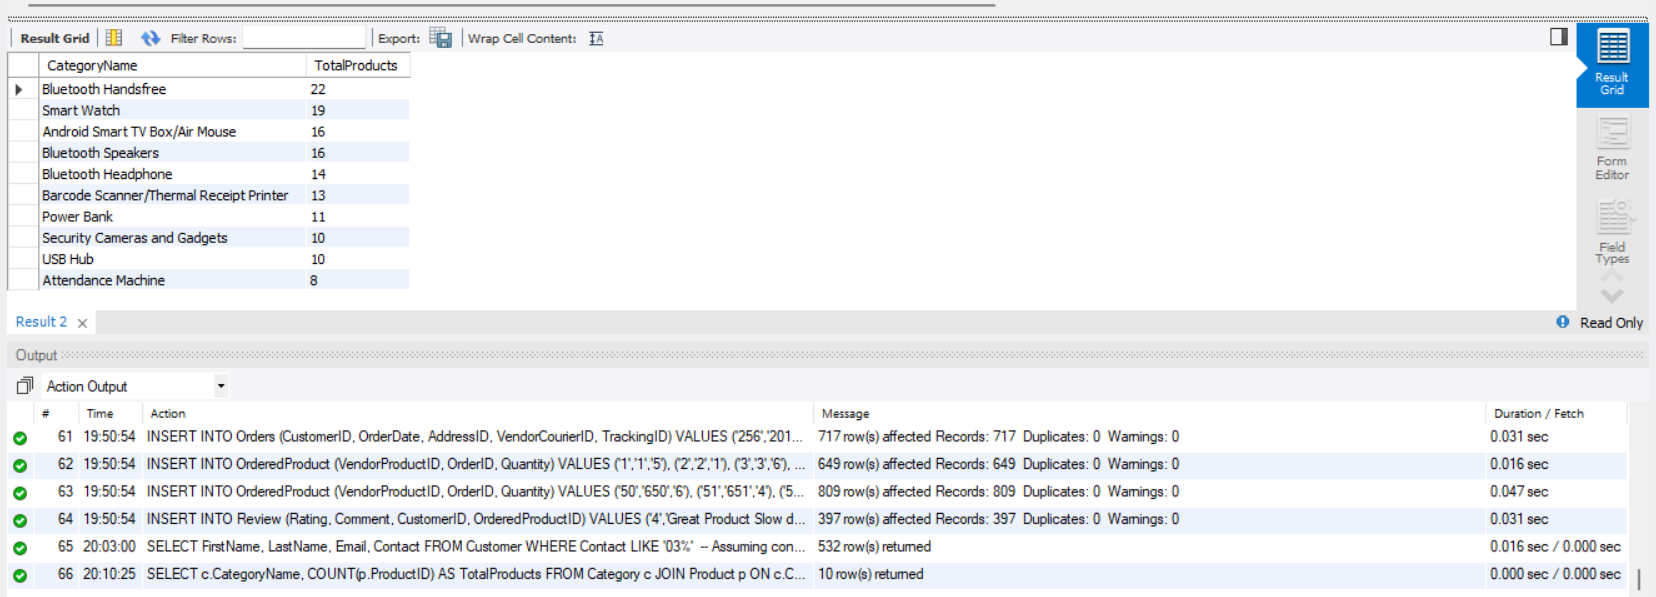 Result Grid Filter Rows: Export: Wrap Cell Content: IA
Result Grid
Form Editor
Field Types
CategoryName TotalProducts
Bluetooth Handsfree 22
Smart Watch 19
Android Smart TV Box/Air Mouse 16
Bluetooth Speakers 16
Bluetooth Headphone 14
Barcode Scanner/Thermal Receipt Printer 13
Power Bank 11
Security Cameras and Gadgets 10
USB Hub 10
Attendance Machine 8
Result 2 × Read Only
Output
Action Output
# Time Action Message Duration / Fetch
61 19:50:54 INSERT INTO Orders (CustomerID, OrderDate, AddressID, VendorCourierID, TrackingID) VALUES ('256','201... 717 row(s) affected Records: 717 Duplicates: 0 Warnings: 0 0.031 sec
62 19:50:54 INSERT INTO OrderedProduct (VendorProductID, OrderID, Quantity) VALUES ('1','1','5'), ('2','2','1'), ('3','3','6'), ... 649 row(s) affected Records: 649 Duplicates: 0 Warnings: 0 0.016 sec
63 19:50:54 INSERT INTO OrderedProduct (VendorProductID, OrderID, Quantity) VALUES ('50','650','6'), ('51','651','4'), ('5... 809 row(s) affected Records: 809 Duplicates: 0 Warnings: 0 0.047 sec
64 19:50:54 INSERT INTO Review (Rating, Comment, CustomerID, OrderedProductID) VALUES ('4','Great Product Slow d... 397 row(s) affected Records: 397 Duplicates: 0 Warnings: 0 0.031 sec
65 20:03:00 SELECT FirstName, LastName, Email, Contact FROM Customer WHERE Contact LIKE '03%' -- Assuming con... 532 row(s) returned 0.016 sec / 0.000 sec
66 20:10:25 SELECT c.CategoryName, COUNT(p.ProductID) AS TotalProducts FROM Category c JOIN Product p ON c.C... 10 row(s) returned 0.000 sec / 0.000 sec